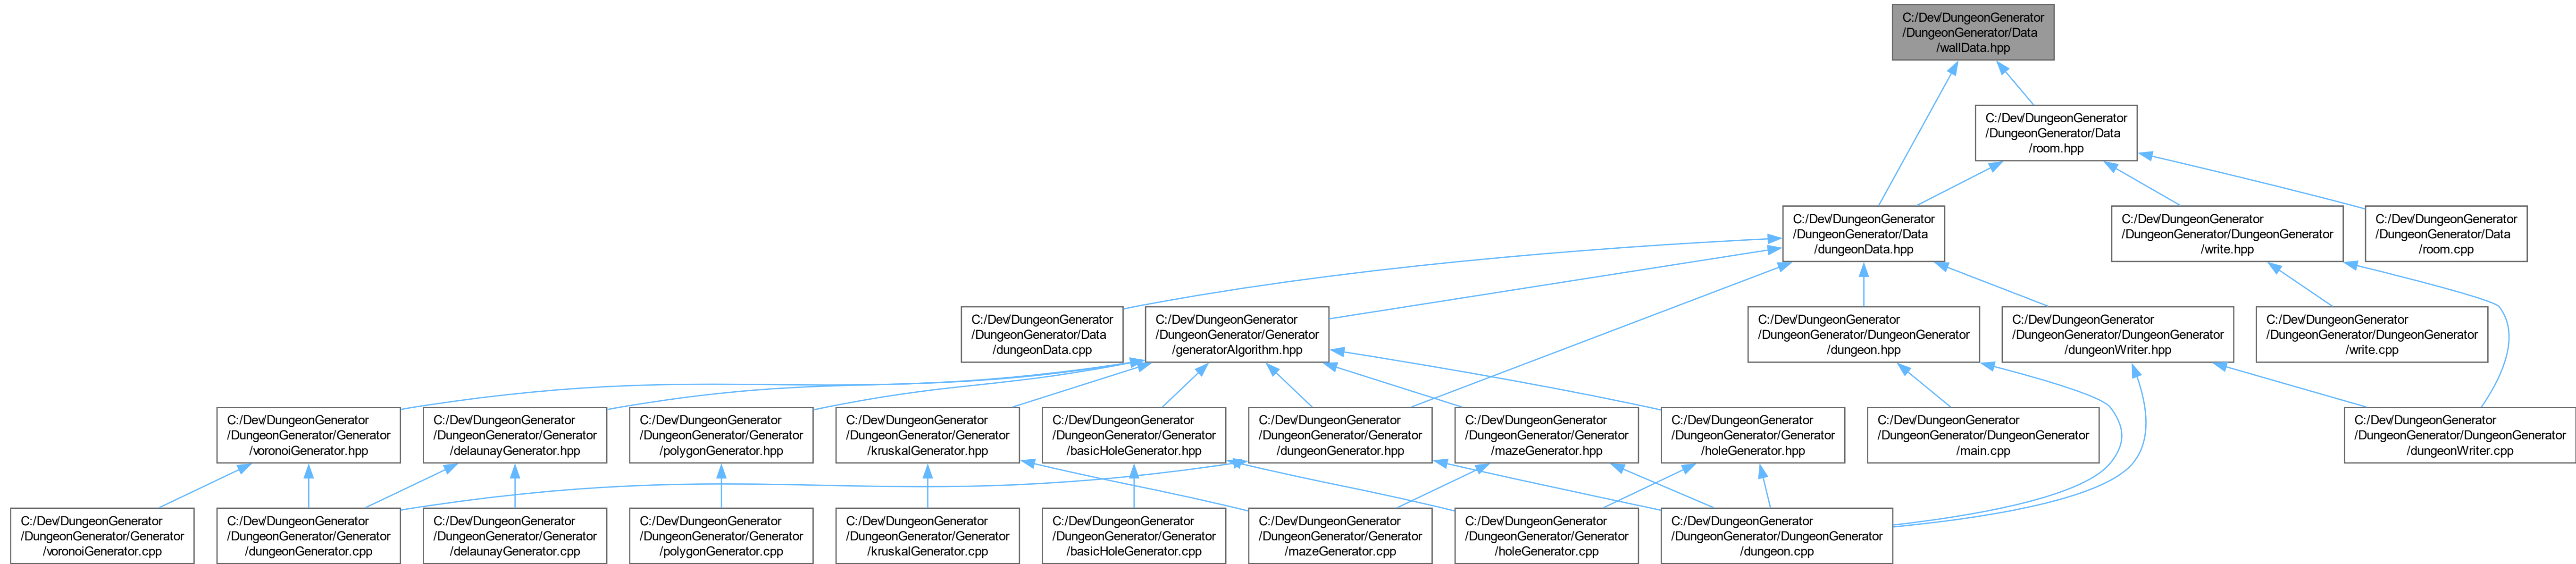 C:/Dev/DungeonGenerator
/DungeonGenerator/Data
/wallData.hpp
C:/Dev/DungeonGenerator
/DungeonGenerator/Data
/room.hpp
C:/Dev/DungeonGenerator
/DungeonGenerator/Data
/dungeonData.hpp
C:/Dev/DungeonGenerator
/DungeonGenerator/DungeonGenerator
/write.hpp
C:/Dev/DungeonGenerator
/DungeonGenerator/Data
/room.cpp
C:/Dev/DungeonGenerator
/DungeonGenerator/Data
/dungeonData.cpp
C:/Dev/DungeonGenerator
/DungeonGenerator/Generator
/generatorAlgorithm.hpp
C:/Dev/DungeonGenerator
/DungeonGenerator/DungeonGenerator
/dungeon.hpp
C:/Dev/DungeonGenerator
/DungeonGenerator/DungeonGenerator
/dungeonWriter.hpp
C:/Dev/DungeonGenerator
/DungeonGenerator/DungeonGenerator
/write.cpp
C:/Dev/DungeonGenerator
/DungeonGenerator/Generator
/voronoiGenerator.hpp
C:/Dev/DungeonGenerator
/DungeonGenerator/Generator
/delaunayGenerator.hpp
C:/Dev/DungeonGenerator
/DungeonGenerator/Generator
/polygonGenerator.hpp
C:/Dev/DungeonGenerator
/DungeonGenerator/Generator
/kruskalGenerator.hpp
C:/Dev/DungeonGenerator
/DungeonGenerator/Generator
/basicHoleGenerator.hpp
C:/Dev/DungeonGenerator
/DungeonGenerator/Generator
/dungeonGenerator.hpp
C:/Dev/DungeonGenerator
/DungeonGenerator/Generator
/mazeGenerator.hpp
C:/Dev/DungeonGenerator
/DungeonGenerator/Generator
/holeGenerator.hpp
C:/Dev/DungeonGenerator
/DungeonGenerator/DungeonGenerator
/main.cpp
C:/Dev/DungeonGenerator
/DungeonGenerator/DungeonGenerator
/dungeonWriter.cpp
C:/Dev/DungeonGenerator
/DungeonGenerator/Generator
/voronoiGenerator.cpp
C:/Dev/DungeonGenerator
/DungeonGenerator/Generator
/dungeonGenerator.cpp
C:/Dev/DungeonGenerator
/DungeonGenerator/Generator
/delaunayGenerator.cpp
C:/Dev/DungeonGenerator
/DungeonGenerator/Generator
/polygonGenerator.cpp
C:/Dev/DungeonGenerator
/DungeonGenerator/Generator
/kruskalGenerator.cpp
C:/Dev/DungeonGenerator
/DungeonGenerator/Generator
/basicHoleGenerator.cpp
C:/Dev/DungeonGenerator
/DungeonGenerator/Generator
/mazeGenerator.cpp
C:/Dev/DungeonGenerator
/DungeonGenerator/Generator
/holeGenerator.cpp
C:/Dev/DungeonGenerator
/DungeonGenerator/DungeonGenerator
/dungeon.cpp